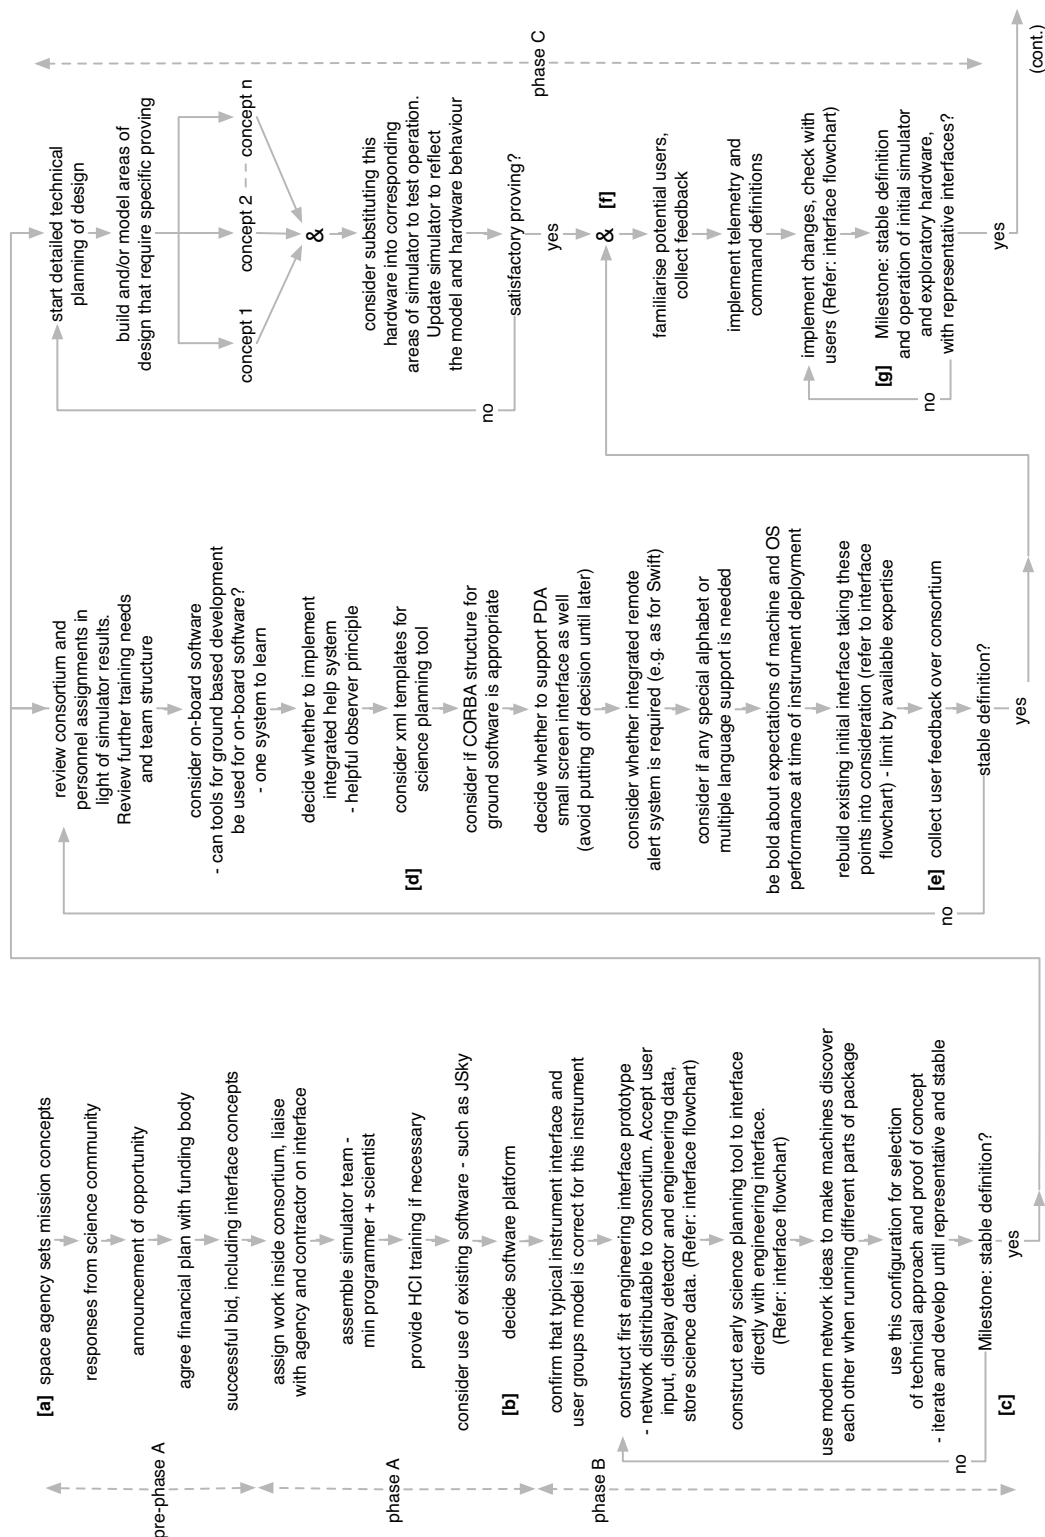 [a] space agency sets mission concepts
responses from science community
announcement of opportunity
agree financial plan with funding body
successful bid, including interface concepts
assign work inside consortium, liaise
with agency and contractor on interface
assemble simulator team -
min programmer + scientist
provide HCI training if necessary
consider use of existing software - such as JSky
[b] decide software platform
confirm that typical instrument interface and
user groups model is correct for this instrument
construct first engineering interface prototype
- network distributable to consortium. Accept user
input, display detector and engineering data,
store science data. (Refer: interface flowchart)
construct early science planning tool to interface
directly with engineering interface.
(Refer: interface flowchart)
use modern network ideas to make machines discover
each other when running different parts of package
use this configuration for selection
of technical approach and proof of concept
- iterate and develop until representative and stable
Milestone: stable definition?
[c]
no
yes
pre-phase A
phase A
phase B
review consortium and
personnel assignments in
light of simulator results.
Review further training needs
and team structure
consider on-board software
- can tools for ground based development
be used for on-board software?
- one system to learn
decide whether to implement
integrated help system
- helpful observer principle
consider xml templates for
science planning tool
[d]
consider if CORBA structure for
ground software is appropriate
decide whether to support PDA
small screen interface as well
(avoid putting off decision until later)
consider whether integrated remote
alert system is required (e.g. as for Swift)
consider if any special alphabet or
multiple language support is needed
be bold about expectations of machine and OS
performance at time of instrument deployment
rebuild existing initial interface taking these
points into consideration (refer to interface
flowchart) - limit by available expertise
[e] collect user feedback over consortium
stable definition?
no
yes
start detailed technical
planning of design
build and/or model areas of
design that require specific proving
concept 1
concept 2
concept n
&
consider substituting this
hardware into corresponding
areas of simulator to test operation.
Update simulator to reflect
the model and hardware behaviour
satisfactory proving?
no
yes
& [f]
familiarise potential users,
collect feedback
implement telemetry and
command definitions
implement changes, check with
users (Refer: interface flowchart)
[g] Milestone: stable definition
and operation of initial simulator
and exploratory hardware,
with representative interfaces?
no
yes
phase C
(cont.)